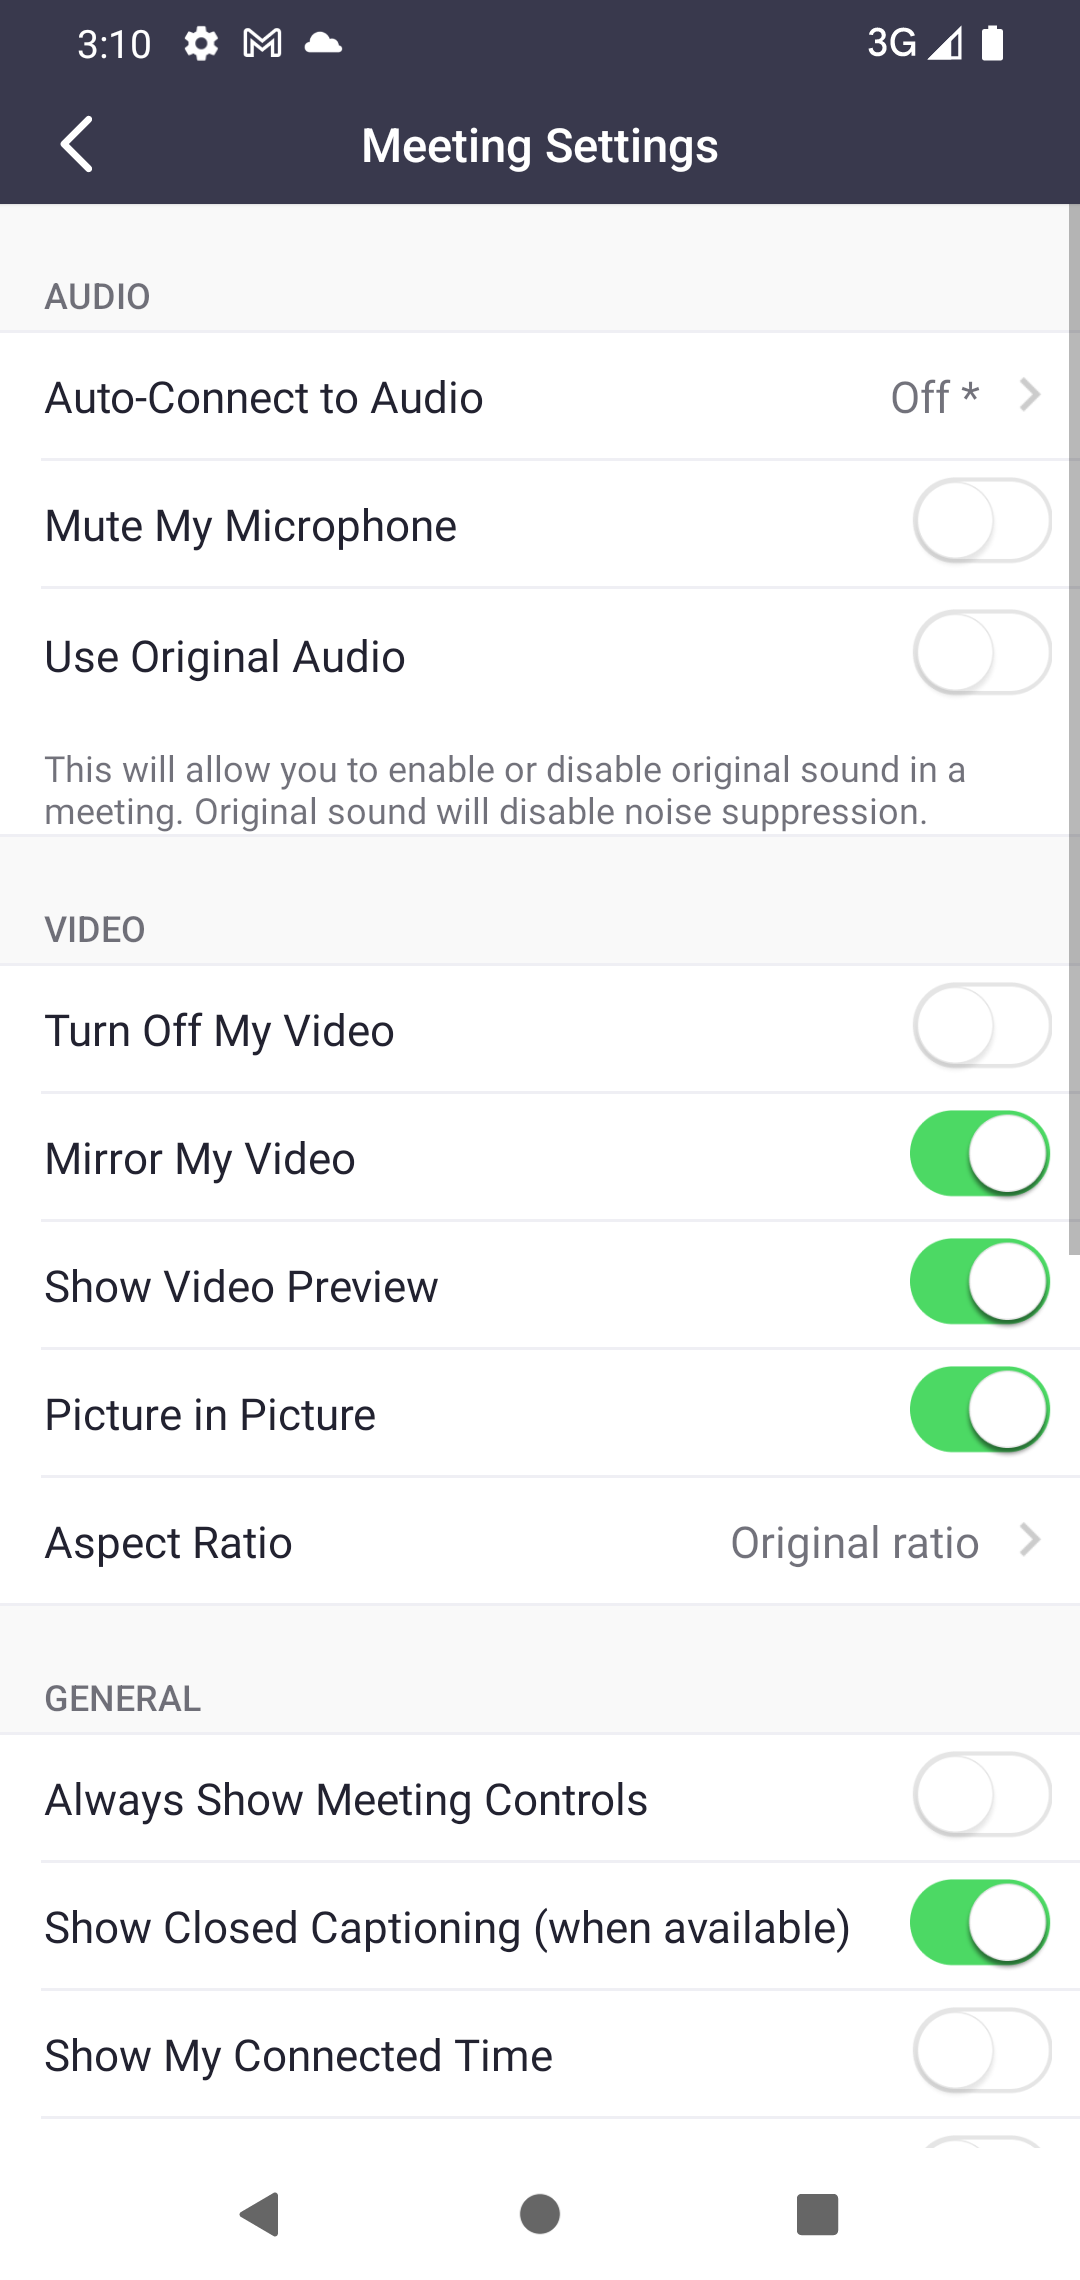 3:10
3G
Meeting Settings
AUDIO
Auto-Connect to Audio
Off *
Mute My Microphone
Use Original Audio
This will allow you to enable or disable original sound in a
meeting. Original sound will disable noise suppression.
VIDEO
Turn Off My Video
Mirror My Video
Show Video Preview
Picture in Picture
Aspect Ratio
Original ratio
GENERAL
Always Show Meeting Controls
Show Closed Captioning (when available)
Show My Connected Time